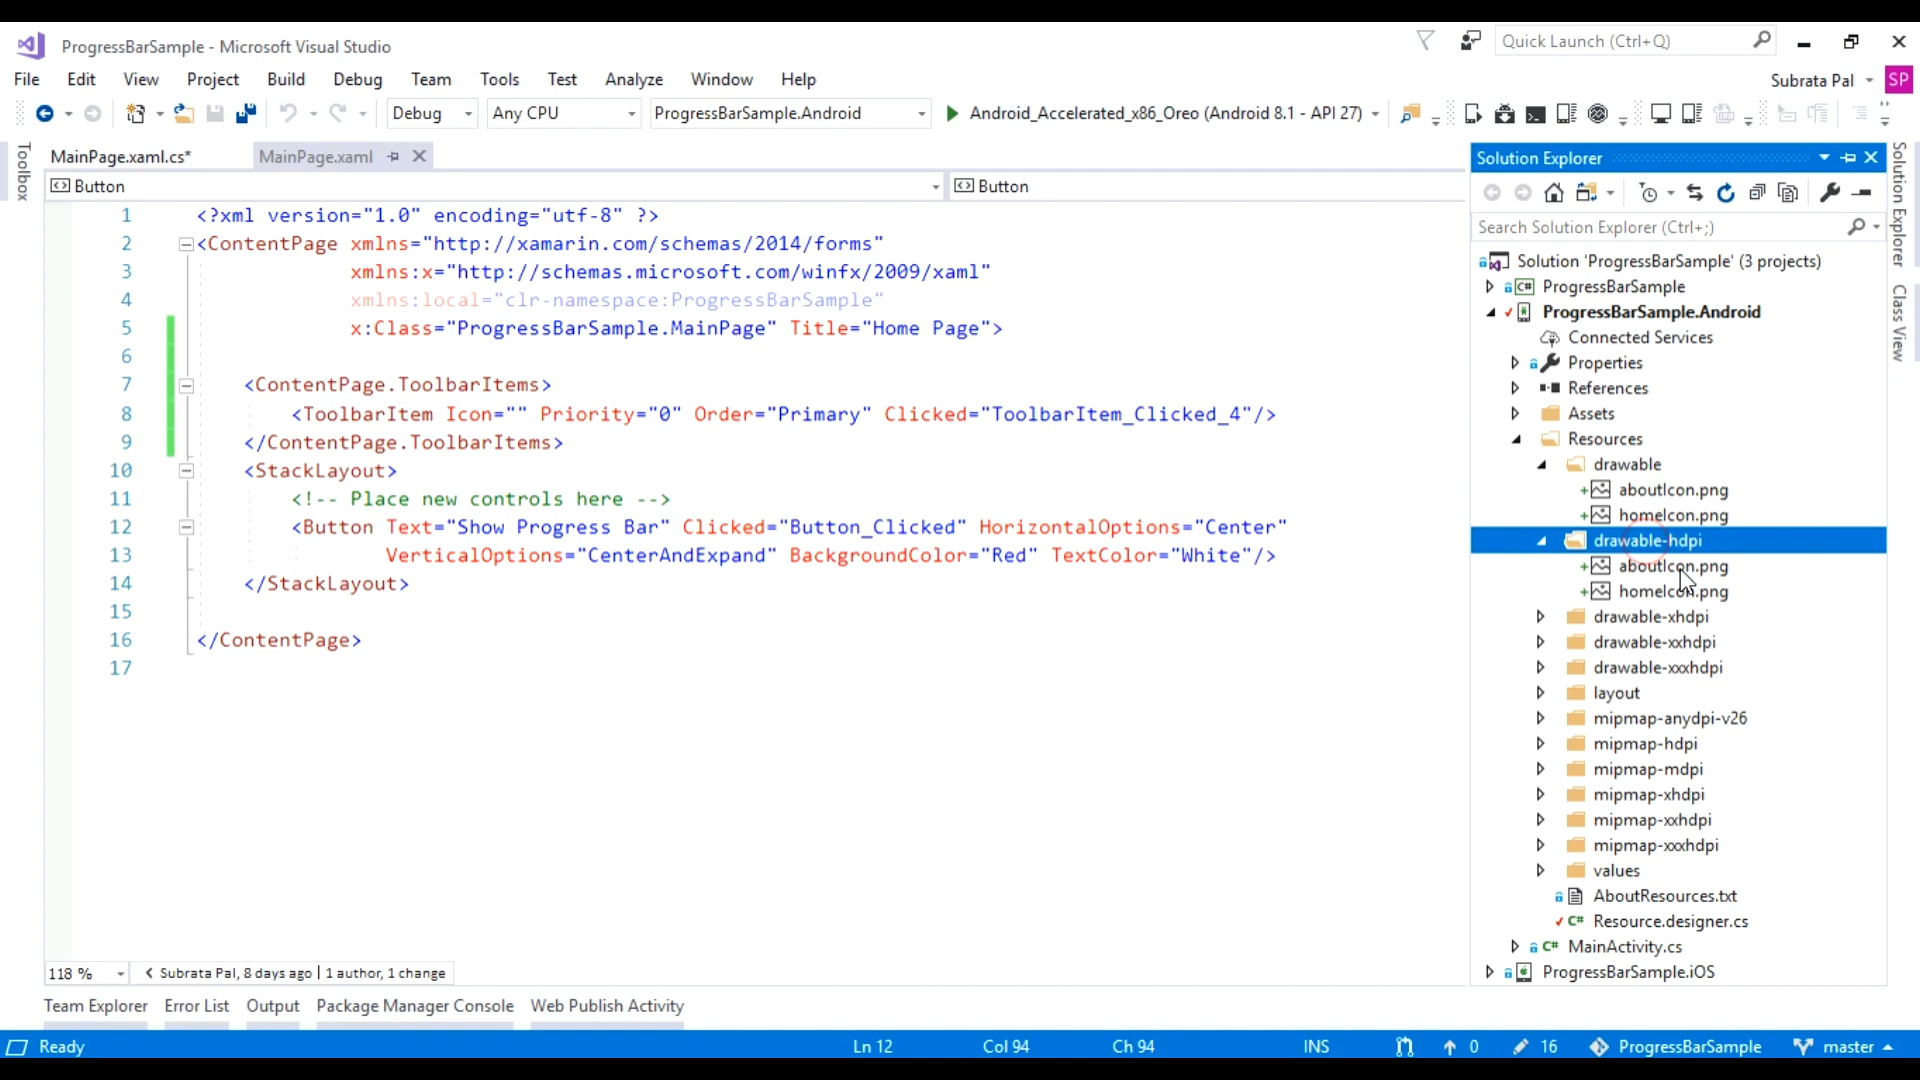 ProgressBarSample - Microsoft Visual Studio
Quick Launch (Ctrl+Q)
File Edit View Project Build Debug Team Tools Test Analyze Window Help
Subrata Pal SP
Debug Any CPU ProgressBarSample.Android Android_Accelerated_x86_Oreo (Android 8.1 - API 27)
Toolbox
MainPage.xaml.cs* MainPage.xaml
Button Button
1 <?xml version="1.0" encoding="utf-8" ?>
2 <ContentPage xmlns="http://xamarin.com/schemas/2014/forms"
3 xmlns:x="http://schemas.microsoft.com/winfx/2009/xaml"
4 xmlns:local="clr-namespace:ProgressBarSample"
5 x:Class="ProgressBarSample.MainPage" Title="Home Page">
6
7 <ContentPage.ToolbarItems>
8 <ToolbarItem Icon="" Priority="0" Order="Primary" Clicked="ToolbarItem_Clicked_4"/>
9 </ContentPage.ToolbarItems>
10 <StackLayout>
11 <!-- Place new controls here -->
12 <Button Text="Show Progress Bar" Clicked="Button_Clicked" HorizontalOptions="Center"
13 VerticalOptions="CenterAndExpand" BackgroundColor="Red" TextColor="White"/>
14 </StackLayout>
15
16 </ContentPage>
17
118 % Subrata Pal, 8 days ago | 1 author, 1 change
Solution Explorer
Search Solution Explorer (Ctrl+;)
Solution 'ProgressBarSample' (3 projects)
C# ProgressBarSample
ProgressBarSample.Android
Connected Services
Properties
References
Assets
Resources
drawable
aboutIcon.png
homeIcon.png
drawable-hdpi
aboutIcon.png
homeIcon.png
drawable-xhdpi
drawable-xxhdpi
drawable-xxxhdpi
layout
mipmap-anydpi-v26
mipmap-hdpi
mipmap-mdpi
mipmap-xhdpi
mipmap-xxhdpi
mipmap-xxxhdpi
values
AboutResources.txt
C# Resource.designer.cs
C# MainActivity.cs
ProgressBarSample.iOS
Solution Explorer
Class View
Team Explorer Error List Output Package Manager Console Web Publish Activity
Ready Ln 12 Col 94 Ch 94 INS 0 16 ProgressBarSample master